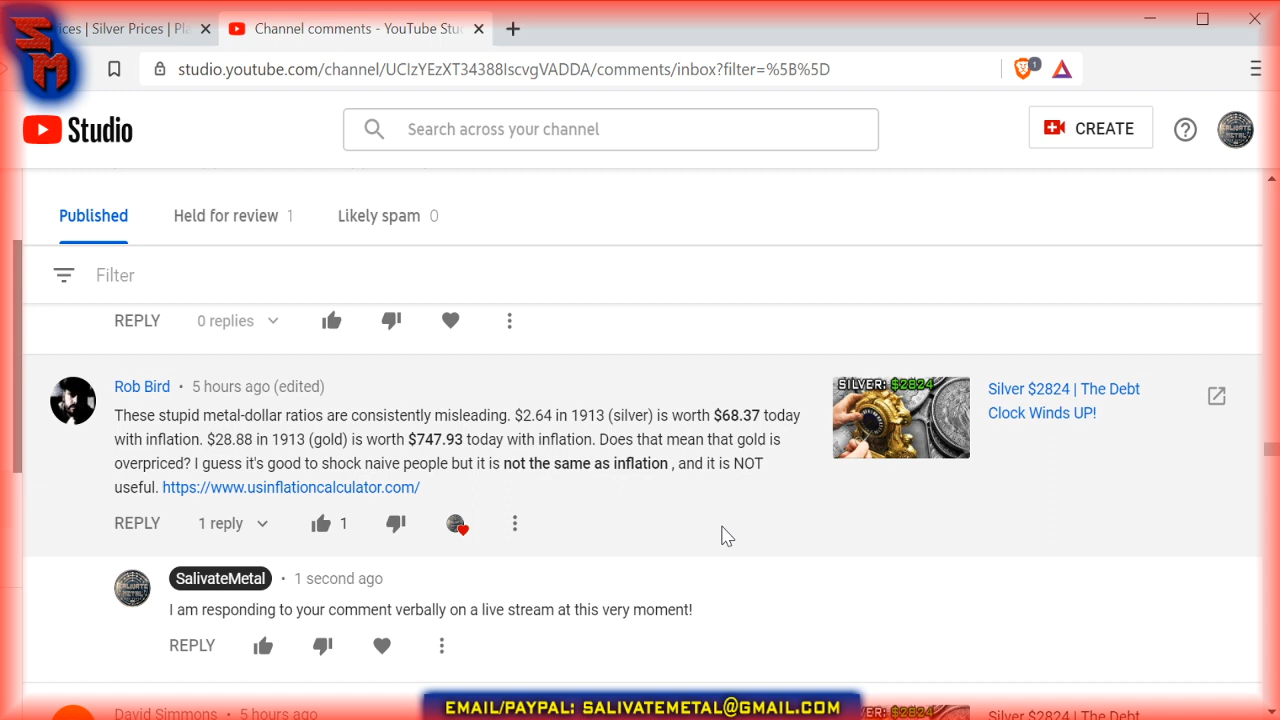 SM
ices | Silver Prices | Pla
Channel comments - YouTube Stu
studio.youtube.com/channel/UCIzYEzXT34388IscvgVADDA/comments/inbox?filter=%5B%5D
1
Studio
Search across your channel
CREATE
Published
Held for review 1
Likely spam 0
Filter
REPLY 0 replies
Rob Bird • 5 hours ago (edited)
These stupid metal-dollar ratios are consistently misleading. $2.64 in 1913 (silver) is worth $68.37 today
with inflation. $28.88 in 1913 (gold) is worth $747.93 today with inflation. Does that mean that gold is
overpriced? I guess it's good to shock naive people but it is not the same as inflation , and it is NOT
useful. https://www.usinflationcalculator.com/
SILVER: $2824
Silver $2824 | The Debt
Clock Winds UP!
REPLY 1 reply 1
SalivateMetal • 1 second ago
I am responding to your comment verbally on a live stream at this very moment!
REPLY
David Simmons • 5 hours ago
Silver $2824 | The Debt
EMAIL/PAYPAL: SALIVATEMETAL@GMAIL.COM